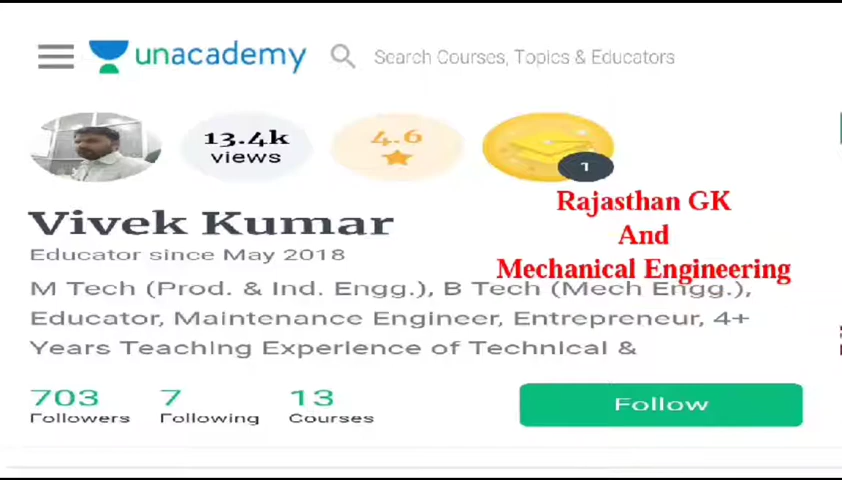 unacademy
Search Courses, Topics & Educators
13.4k
views
4.6
1
Rajasthan GK
And
Mechanical Engineering
Vivek Kumar
Educator since May 2018
M Tech (Prod. & Ind. Engg.), B Tech (Mech Engg.),
Educator, Maintenance Engineer, Entrepreneur, 4+
Years Teaching Experience of Technical &
703
Followers
7
Following
13
Courses
Follow